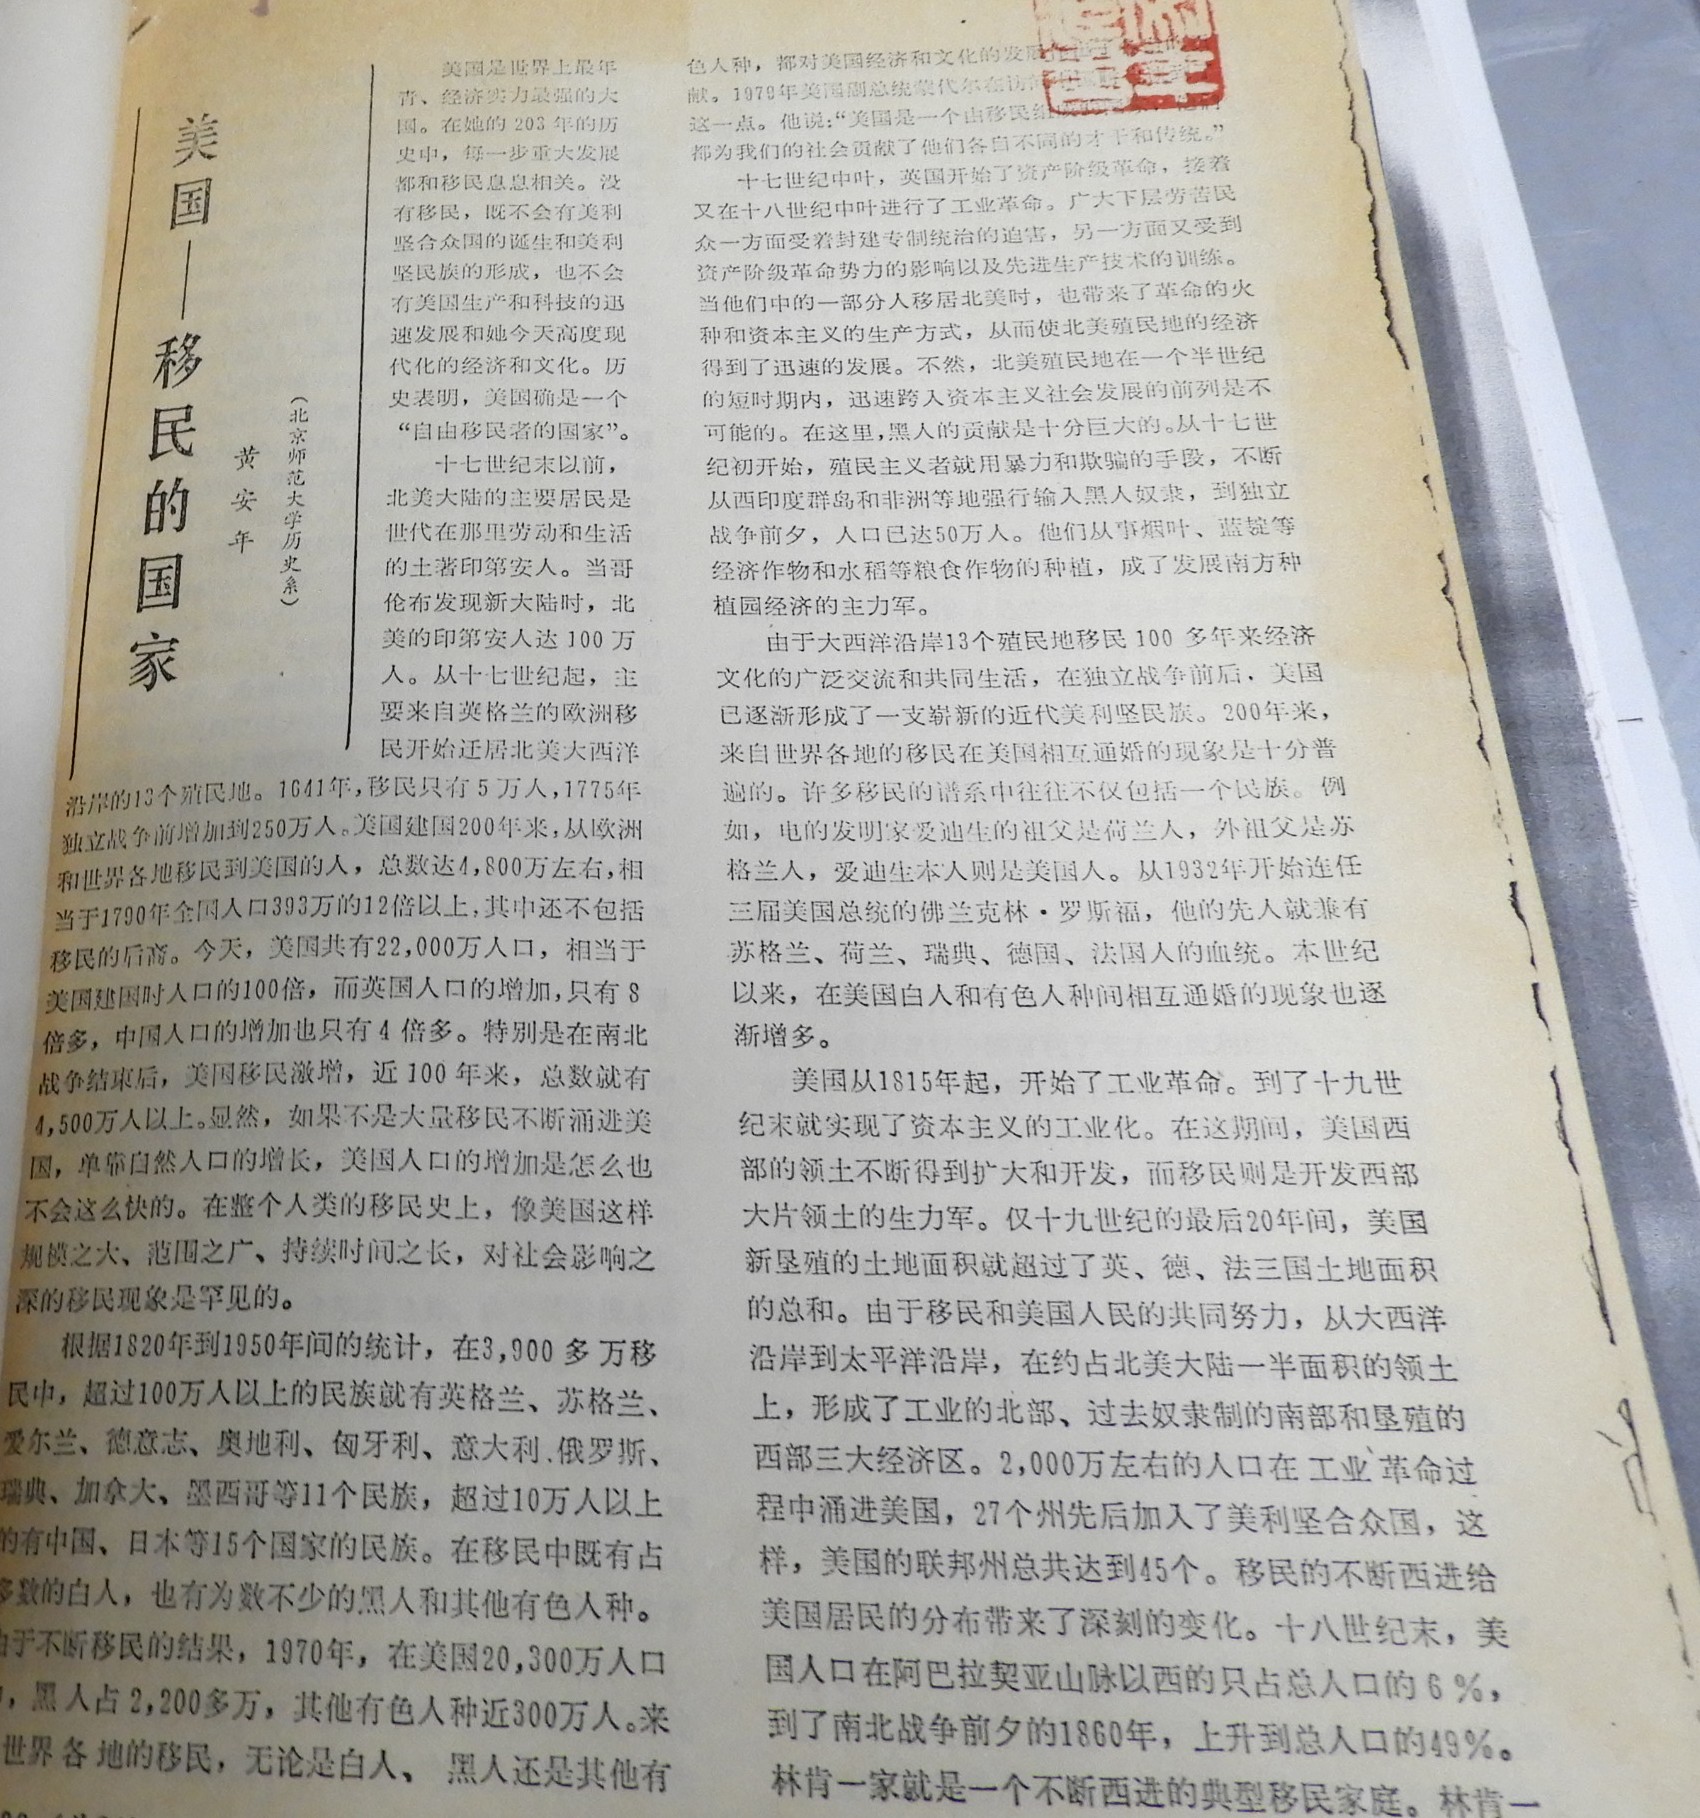 美国——移民的国家
黄安年
（北京师范大学历史系）
美国是世界上最年
青、经济实力最强的大
国。在她的 203 年的历
史中，每一步重大发展
都和移民息息相关。没
有移民，既不会有美利
坚合众国的诞生和美利
坚民族的形成，也不会
有美国生产和科技的迅
速发展和她今天高度现
代化的经济和文化。历
史表明，美国确是一个
“自由移民者的国家”。
十七世纪末以前，
北美大陆的主要居民是
世代在那里劳动和生活
的土著印第安人。当哥
伦布发现新大陆时，北
美的印第安人达 100 万
人。从十七世纪起，主
要来自英格兰的欧洲移
民开始迁居北美大西洋
沿岸的13个殖民地。1641年，移民只有 5 万人，1775年
独立战争前增加到250万人。美国建国200年来，从欧洲
和世界各地移民到美国的人，总数达4,800万左右，相
当于1790年全国人口393万的12倍以上，其中还不包括
移民的后裔。今天，美国共有22,000万人口，相当于
美国建国时人口的100倍，而英国人口的增加，只有 8
倍多，中国人口的增加也只有 4 倍多。特别是在南北
战争结束后，美国移民激增，近 100 年来，总数就有
4,500万人以上。显然，如果不是大量移民不断涌进美
国，单靠自然人口的增长，美国人口的增加是怎么也
不会这么快的。在整个人类的移民史上，像美国这样
规模之大、范围之广、持续时间之长，对社会影响之
深的移民现象是罕见的。
根据1820年到1950年间的统计，在3,900 多万移
民中，超过100万人以上的民族就有英格兰、苏格兰、
爱尔兰、德意志、奥地利、匈牙利、意大利、俄罗斯、
瑞典、加拿大、墨西哥等11个民族，超过10万人以上
的有中国、日本等15个国家的民族。在移民中既有占
多数的白人，也有为数不少的黑人和其他有色人种。
由于不断移民的结果，1970年，在美国20,300万人口
，黑人占 2,200多万，其他有色人种近300万人。来
世界各地的移民，无论是白人、黑人还是其他有
色人种，都对美国经济和文化的发展
献。1979年美国副总统蒙代尔在访
这一点。他说：“美国是一个由移民组
都为我们的社会贡献了他们各自不同的才干和传统。”
十七世纪中叶，英国开始了资产阶级革命，接着
又在十八世纪中叶进行了工业革命。广大下层劳苦民
众一方面受着封建专制统治的迫害，另一方面又受到
资产阶级革命势力的影响以及先进生产技术的训练。
当他们中的一部分人移居北美时，也带来了革命的火
种和资本主义的生产方式，从而使北美殖民地的经济
得到了迅速的发展。不然，北美殖民地在一个半世纪
的短时期内，迅速跨入资本主义社会发展的前列是不
可能的。在这里，黑人的贡献是十分巨大的。从十七世
纪初开始，殖民主义者就用暴力和欺骗的手段，不断
从西印度群岛和非洲等地强行输入黑人奴隶，到独立
战争前夕，人口已达50万人。他们从事烟叶、蓝靛等
经济作物和水稻等粮食作物的种植，成了发展南方种
植园经济的主力军。
由于大西洋沿岸13个殖民地移民 100 多年来经济
文化的广泛交流和共同生活，在独立战争前后．美国
已逐渐形成了一支崭新的近代美利坚民族。200年来，
来自世界各地的移民在美国相互通婚的现象是十分普
遍的。许多移民的谱系中往往不仅包括一个民族。例
如，电的发明家爱迪生的祖父是荷兰人，外祖父是苏
格兰人，爱迪生本人则是美国人。从1932年开始连任
三届美国总统的佛兰克林·罗斯福，他的先人就兼有
苏格兰、荷兰、瑞典、德国、法国人的血统。本世纪
以来，在美国白人和有色人种间相互通婚的现象也逐
渐增多。
美国从1815年起，开始了工业革命。到了十九世
纪末就实现了资本主义的工业化。在这期间，美国西
部的领土不断得到扩大和开发，而移民则是开发西部
大片领土的生力军。仅十九世纪的最后20年间，美国
新垦殖的土地面积就超过了英、德、法三国土地面积
的总和。由于移民和美国人民的共同努力，从大西洋
沿岸到太平洋沿岸，在约占北美大陆一半面积的领土
上，形成了工业的北部、过去奴隶制的南部和垦殖的
西部三大经济区。2,000万左右的人口在工业革命过
程中涌进美国，27个州先后加入了美利坚合众国，这
样，美国的联邦州总共达到45个。移民的不断西进给
美国居民的分布带来了深刻的变化。十八世纪末，美
国人口在阿巴拉契亚山脉以西的只占总人口的 6 %，
到了南北战争前夕的1860年，上升到总人口的49%。
林肯一家就是一个不断西进的典型移民家庭。林肯一